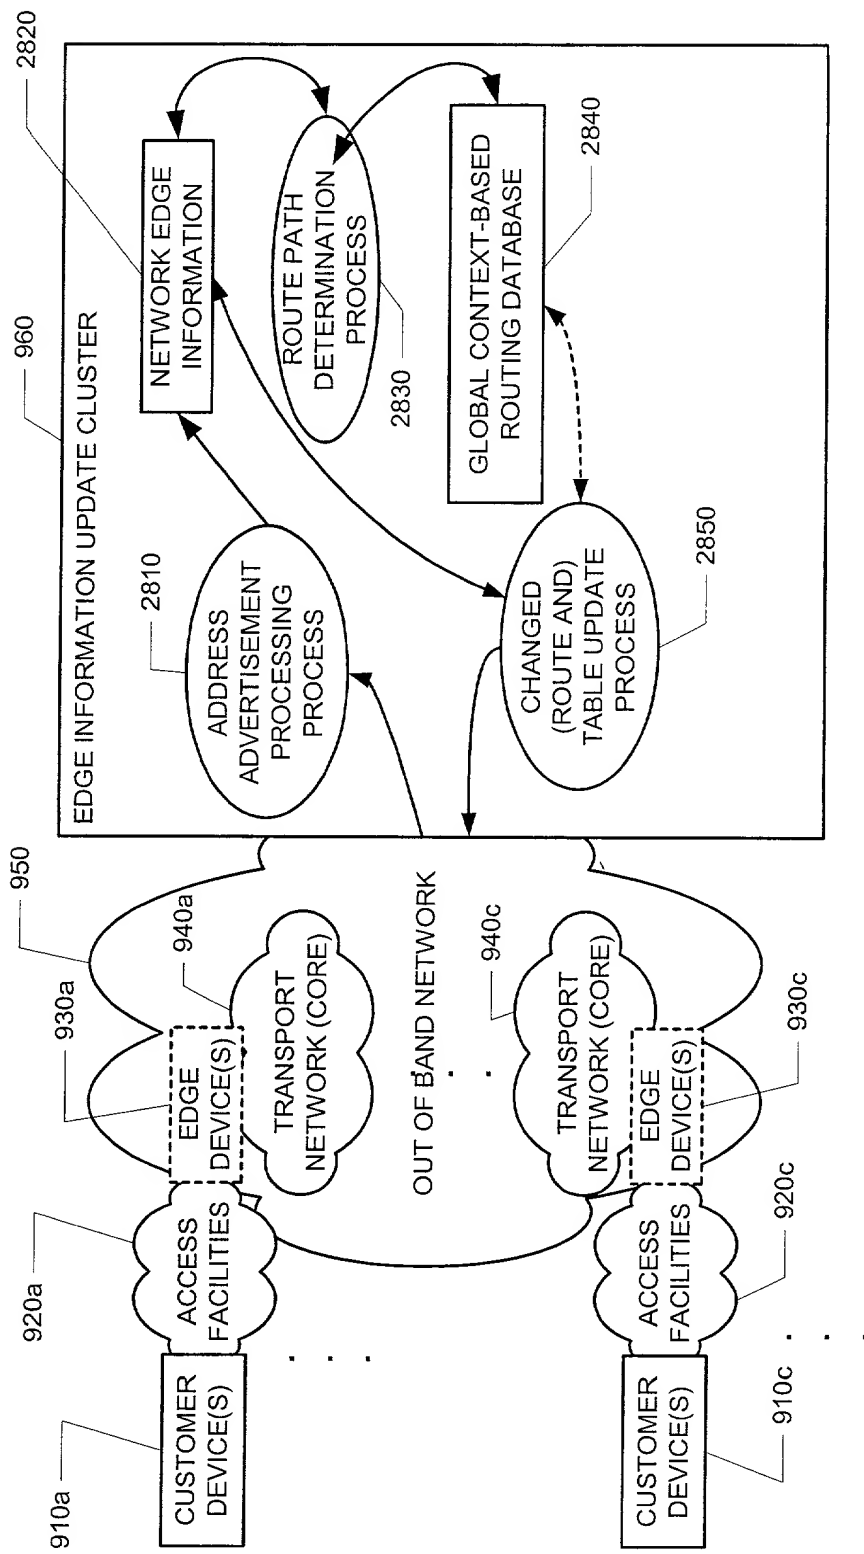 910a
920a
930a
950
960
2820
CUSTOMER
DEVICE(S)
ACCESS
FACILITIES
EDGE
DEVICE(S)
940a
TRANSPORT
NETWORK (CORE)
OUT OF BAND NETWORK
940c
TRANSPORT
NETWORK (CORE)
EDGE
DEVICE(S)
930c
ACCESS
FACILITIES
920c
CUSTOMER
DEVICE(S)
910c
EDGE INFORMATION UPDATE CLUSTER
2810
ADDRESS
ADVERTISEMENT
PROCESSING
PROCESS
NETWORK EDGE
INFORMATION
ROUTE PATH
DETERMINATION
PROCESS
2830
GLOBAL CONTEXT-BASED
ROUTING DATABASE
2840
CHANGED
(ROUTE AND)
TABLE UPDATE
PROCESS
2850